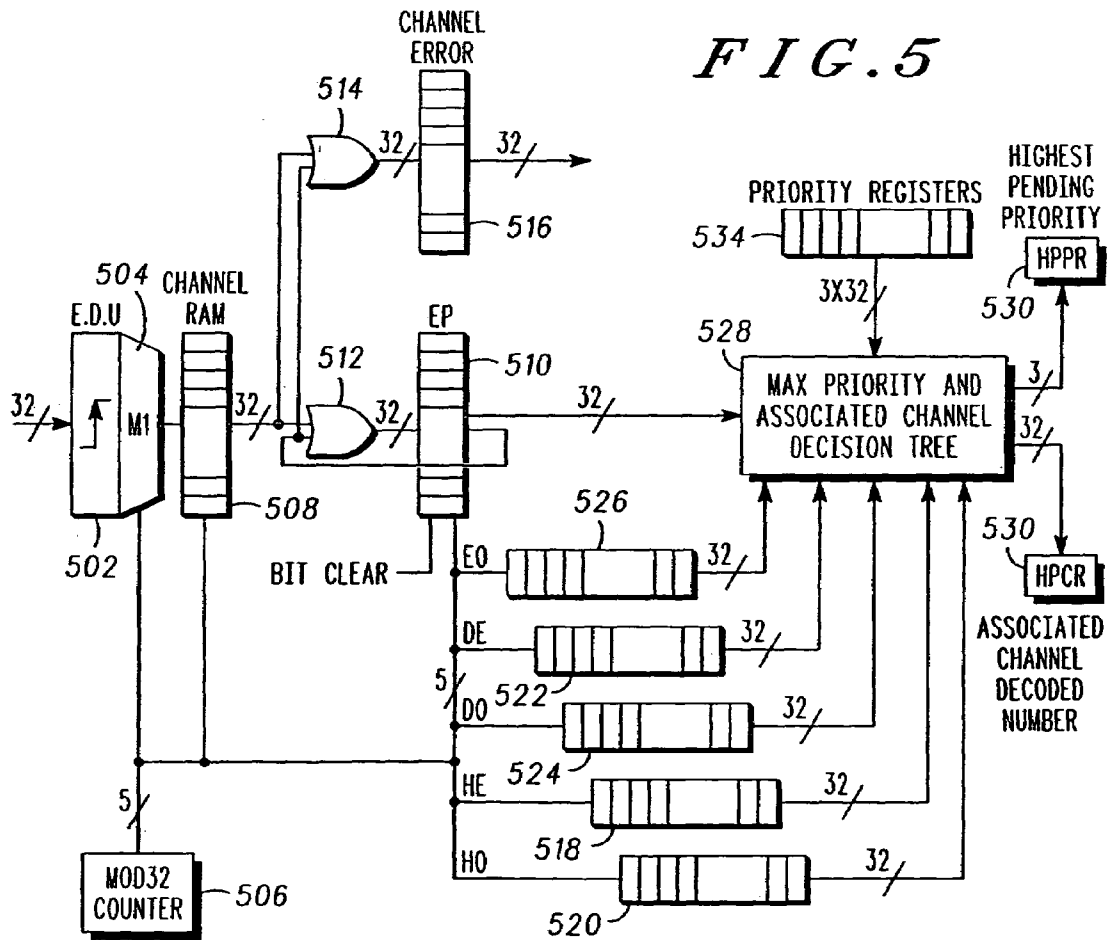 FIG.5
CHANNEL
ERROR
514
32
32
516
PRIORITY REGISTERS
534
3X32
HIGHEST
PENDING
PRIORITY
HPPR
530
504
E.D.U
CHANNEL
RAM
EP
510
512
528
32
M1
32
32
32
MAX PRIORITY AND
ASSOCIATED CHANNEL
DECISION TREE
3
32
502
508
BIT CLEAR
526
EO
32
530
HPCR
ASSOCIATED
CHANNEL
DECODED
NUMBER
DE
32
522
5
DO
32
524
HE
32
518
5
HO
32
520
MOD32
COUNTER
506